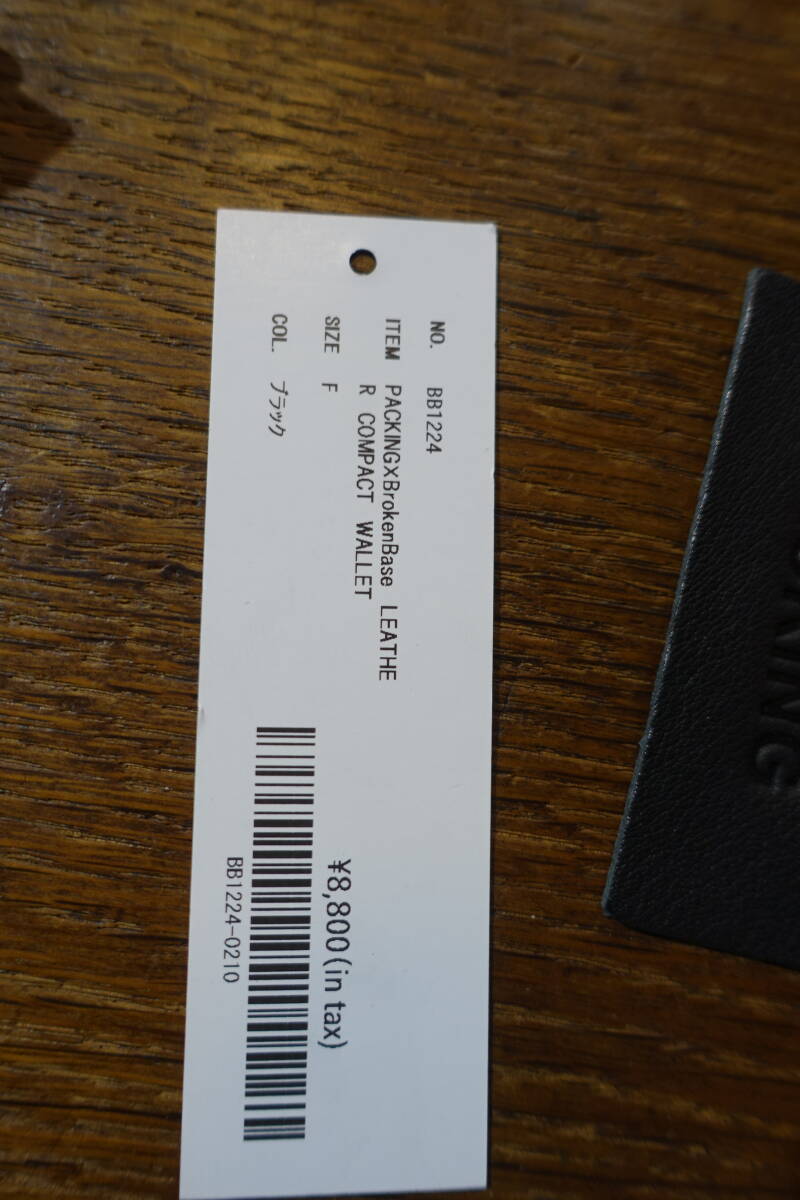 NO. BB1224
ITEM PACKINGXBrokenBase LEATHE
R COMPACT WALLET
SIZE F
COL. ブラック
¥8,800(in tax)
BB1224-0210